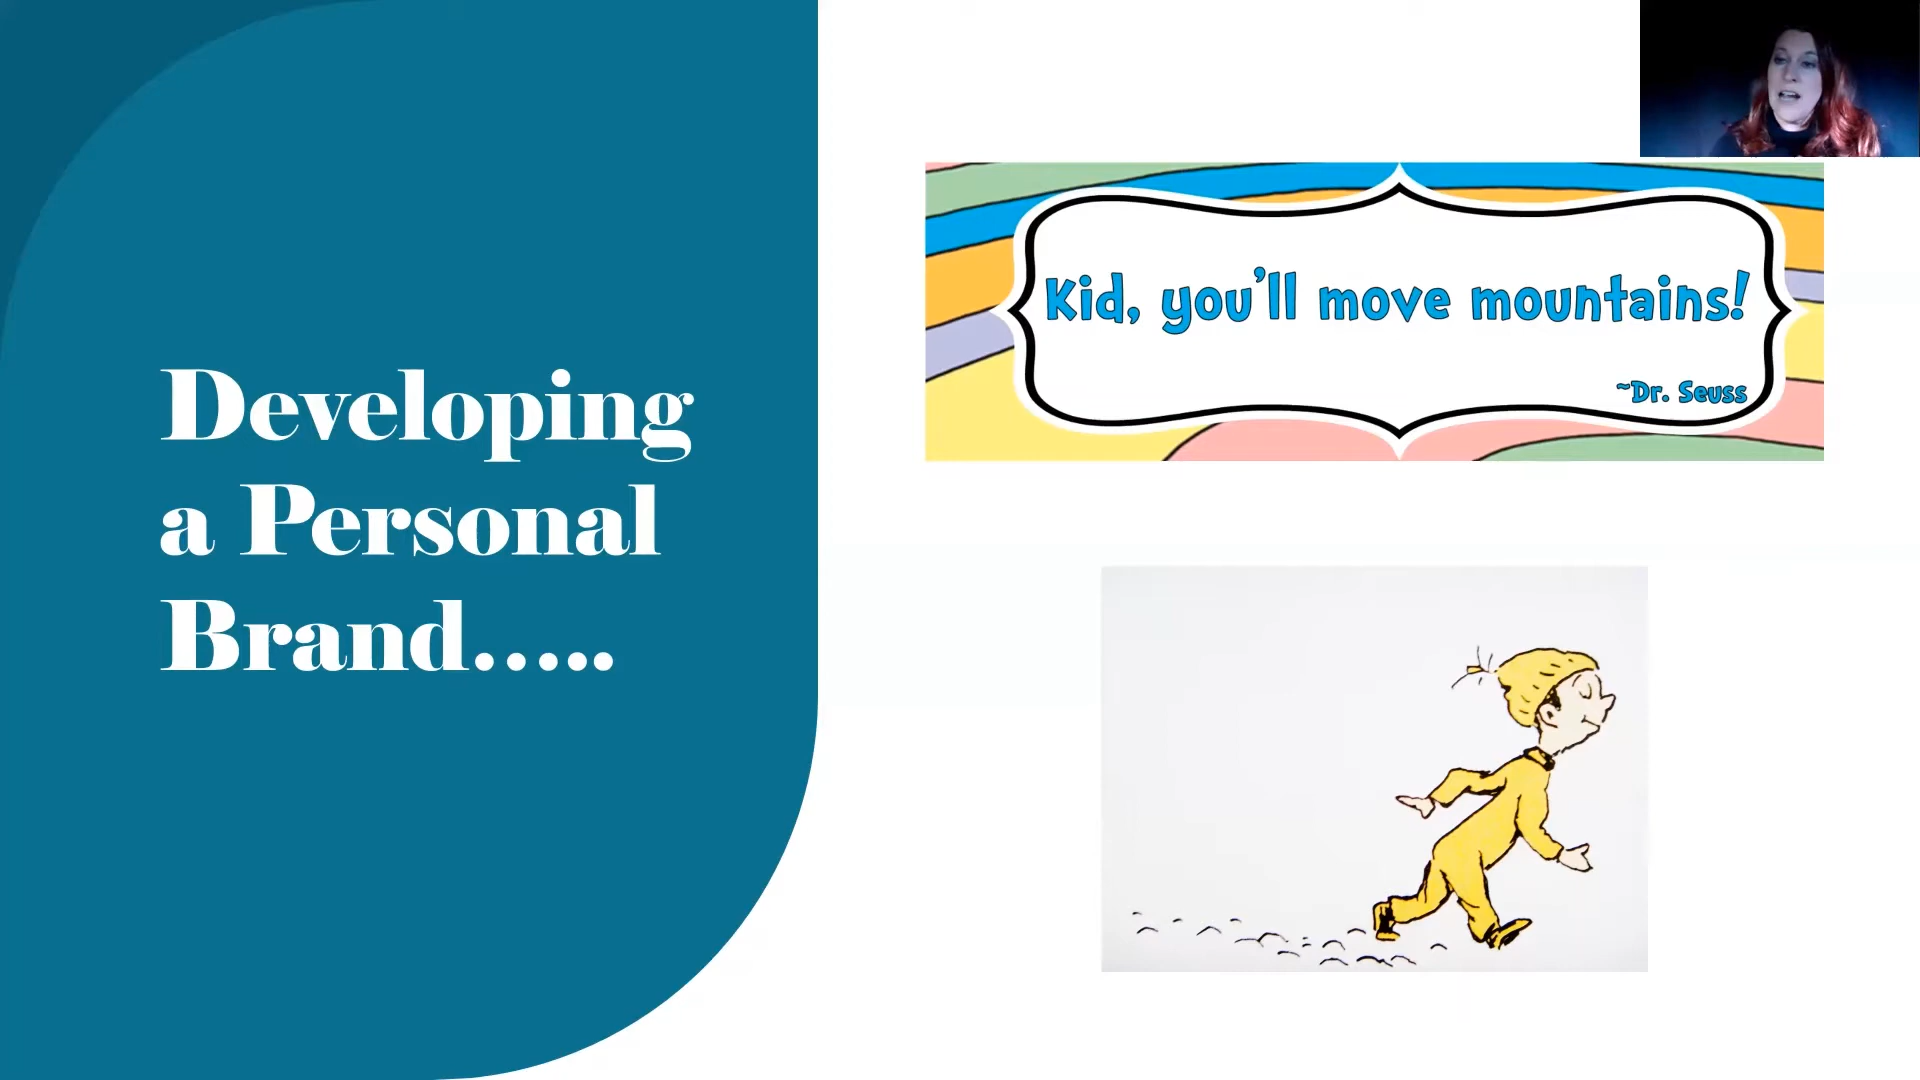 Developing
a Personal
Brand.....
Kid, you'll move mountains!
~Dr. Seuss